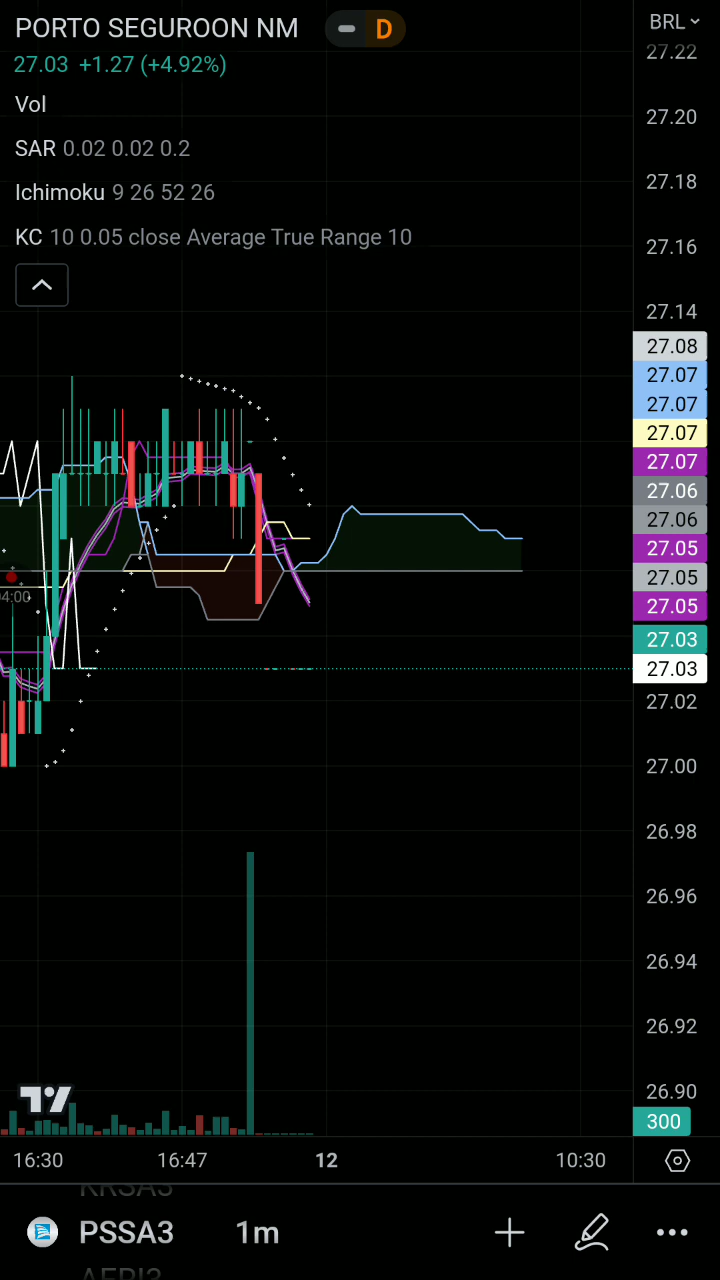 PORTO SEGUROON NM D
BRL
27.03 +1.27 (+4.92%)
27.22
Vol
27.20
SAR 0.02 0.02 0.2
27.18
Ichimoku 9 26 52 26
KC 10 0.05 close Average True Range 10
27.16
27.14
27.08
27.07
27.07
27.07
27.07
27.06
27.06
27.05
27.05
27.05
27.03
27.03
4:00
27.02
27.00
26.98
26.96
26.94
26.92
26.90
300
16:30 16:47 12 10:30
KRSA3
PSSA3 1m
AERI3